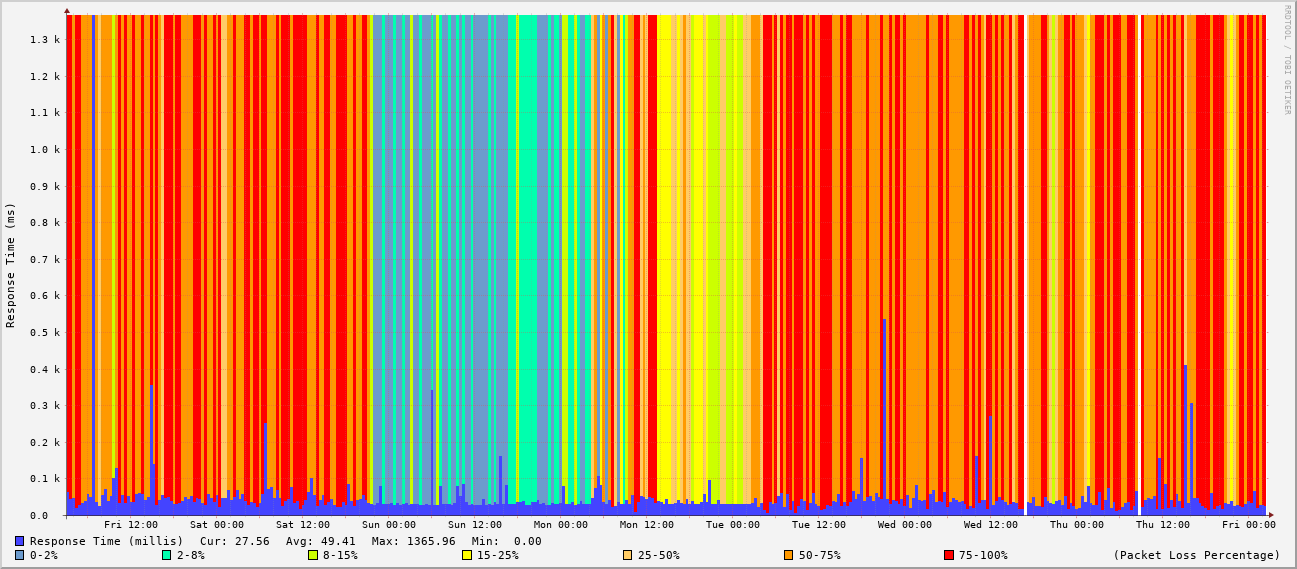 RRDTOOL / TOBI OETIKER
Response Time (ms)
1.3 k
1.2 k
1.1 k
1.0 k
0.9 k
0.8 k
0.7 k
0.6 k
0.5 k
0.4 k
0.3 k
0.2 k
0.1 k
0.0
Fri 12:00 Sat 00:00 Sat 12:00 Sun 00:00 Sun 12:00 Mon 00:00 Mon 12:00 Tue 00:00 Tue 12:00 Wed 00:00 Wed 12:00 Thu 00:00 Thu 12:00 Fri 00:00
Response Time (millis) Cur: 27.56 Avg: 49.41 Max: 1365.96 Min: 0.00
0-2% 2-8% 8-15% 15-25% 25-50% 50-75% 75-100% (Packet Loss Percentage)